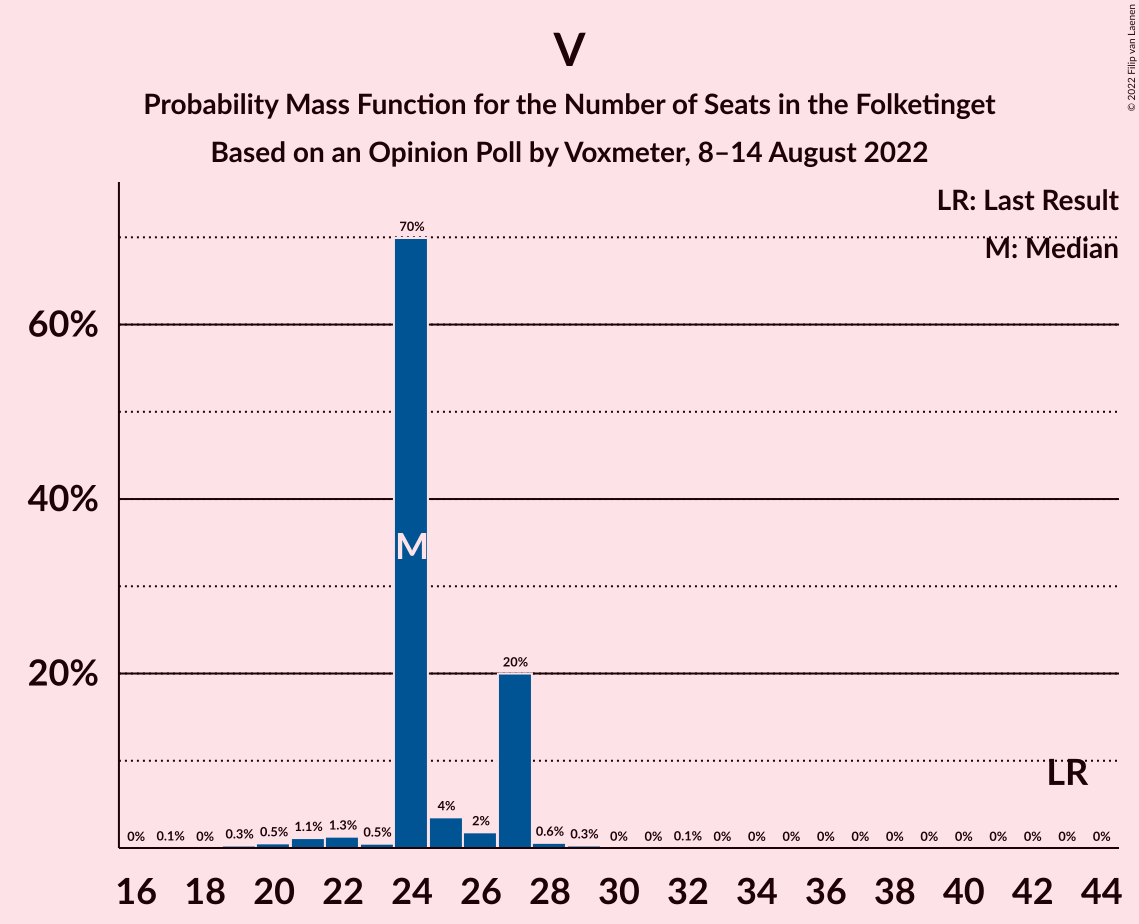 V
Probability Mass Function for the Number of Seats in the Folketinget
Based on an Opinion Poll by Voxmeter, 8–14 August 2022
© 2022 Filip van Laenen
LR: Last Result
M: Median
70%
60%
40%
M
20%
20%
LR
0% 0.1% 0% 0.3% 0.5% 1.1% 1.3% 0.5% 4% 2% 0.6% 0.3% 0% 0% 0.1% 0% 0% 0% 0% 0% 0% 0% 0% 0% 0% 0% 0%
16 18 20 22 24 26 28 30 32 34 36 38 40 42 44